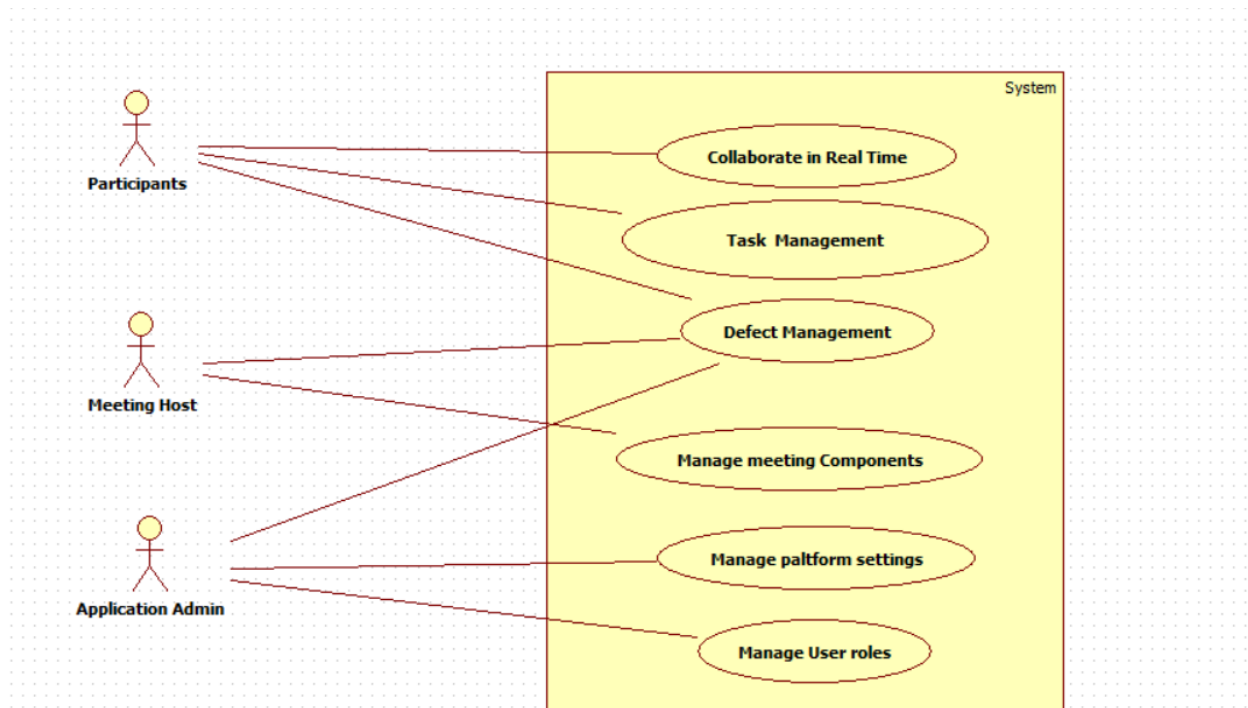 System
Collaborate in Real Time
Participants
Task Management
Defect Management
Meeting Host
Manage meeting Components
Manage paltform settings
Application Admin
Manage User roles